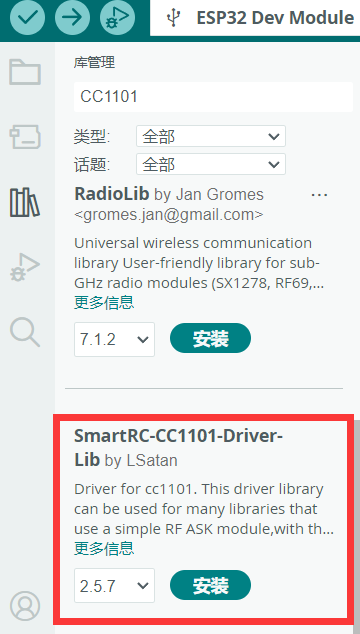 ESP32 Dev Module
库管理
CC1101
类型: 全部
话题: 全部
RadioLib by Jan Gromes
<gromes.jan@gmail.com>
Universal wireless communication
library User-friendly library for sub-
GHz radio modules (SX1278, RF69,...
更多信息
7.1.2 安装
SmartRC-CC1101-Driver-
Lib by LSatan
Driver for cc1101. This driver library
can be used for many libraries that
use a simple RF ASK module,with th...
更多信息
2.5.7 安装